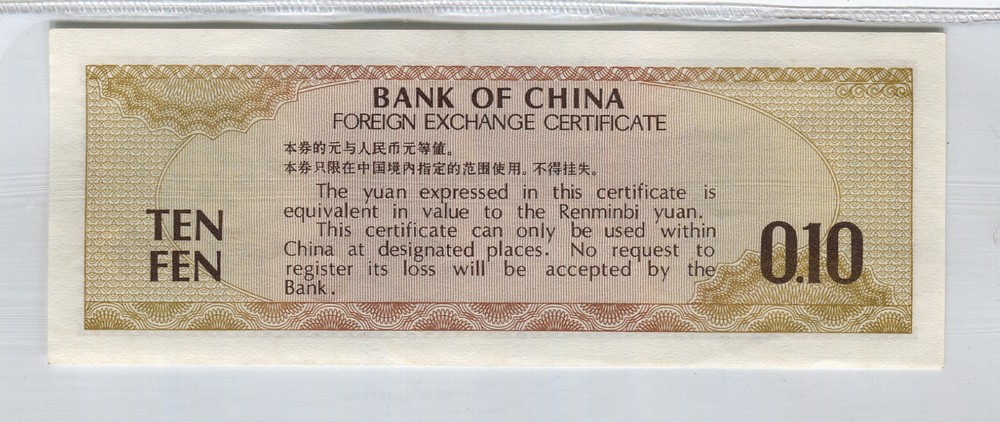 BANK OF CHINA
FOREIGN EXCHANGE CERTIFICATE
本券的元与人民币元等值。
本券只限在中国境内指定的范围使用。不得挂失。
The yuan expressed in this certificate is
equivalent in value to the Renminbi yuan.
This certificate can only be used within
China at designated places. No request to
register its loss will be accepted by the
Bank.
TEN
FEN
0.10